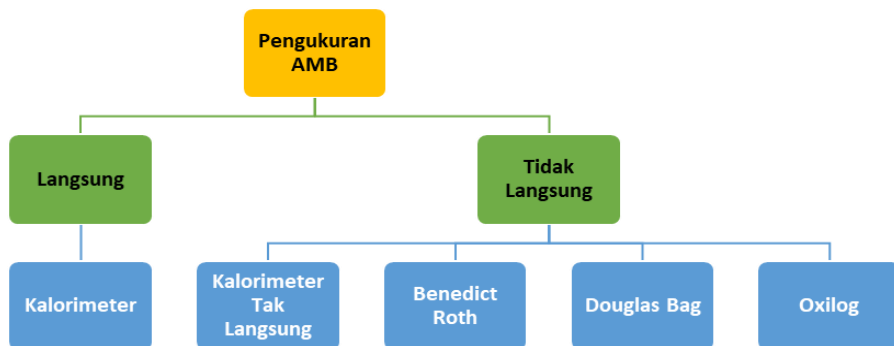 Pengukuran
AMB
Langsung
Tidak
Langsung
Kalorimeter
Kalorimeter
Tak
Langsung
Benedict
Roth
Douglas Bag
Oxilog